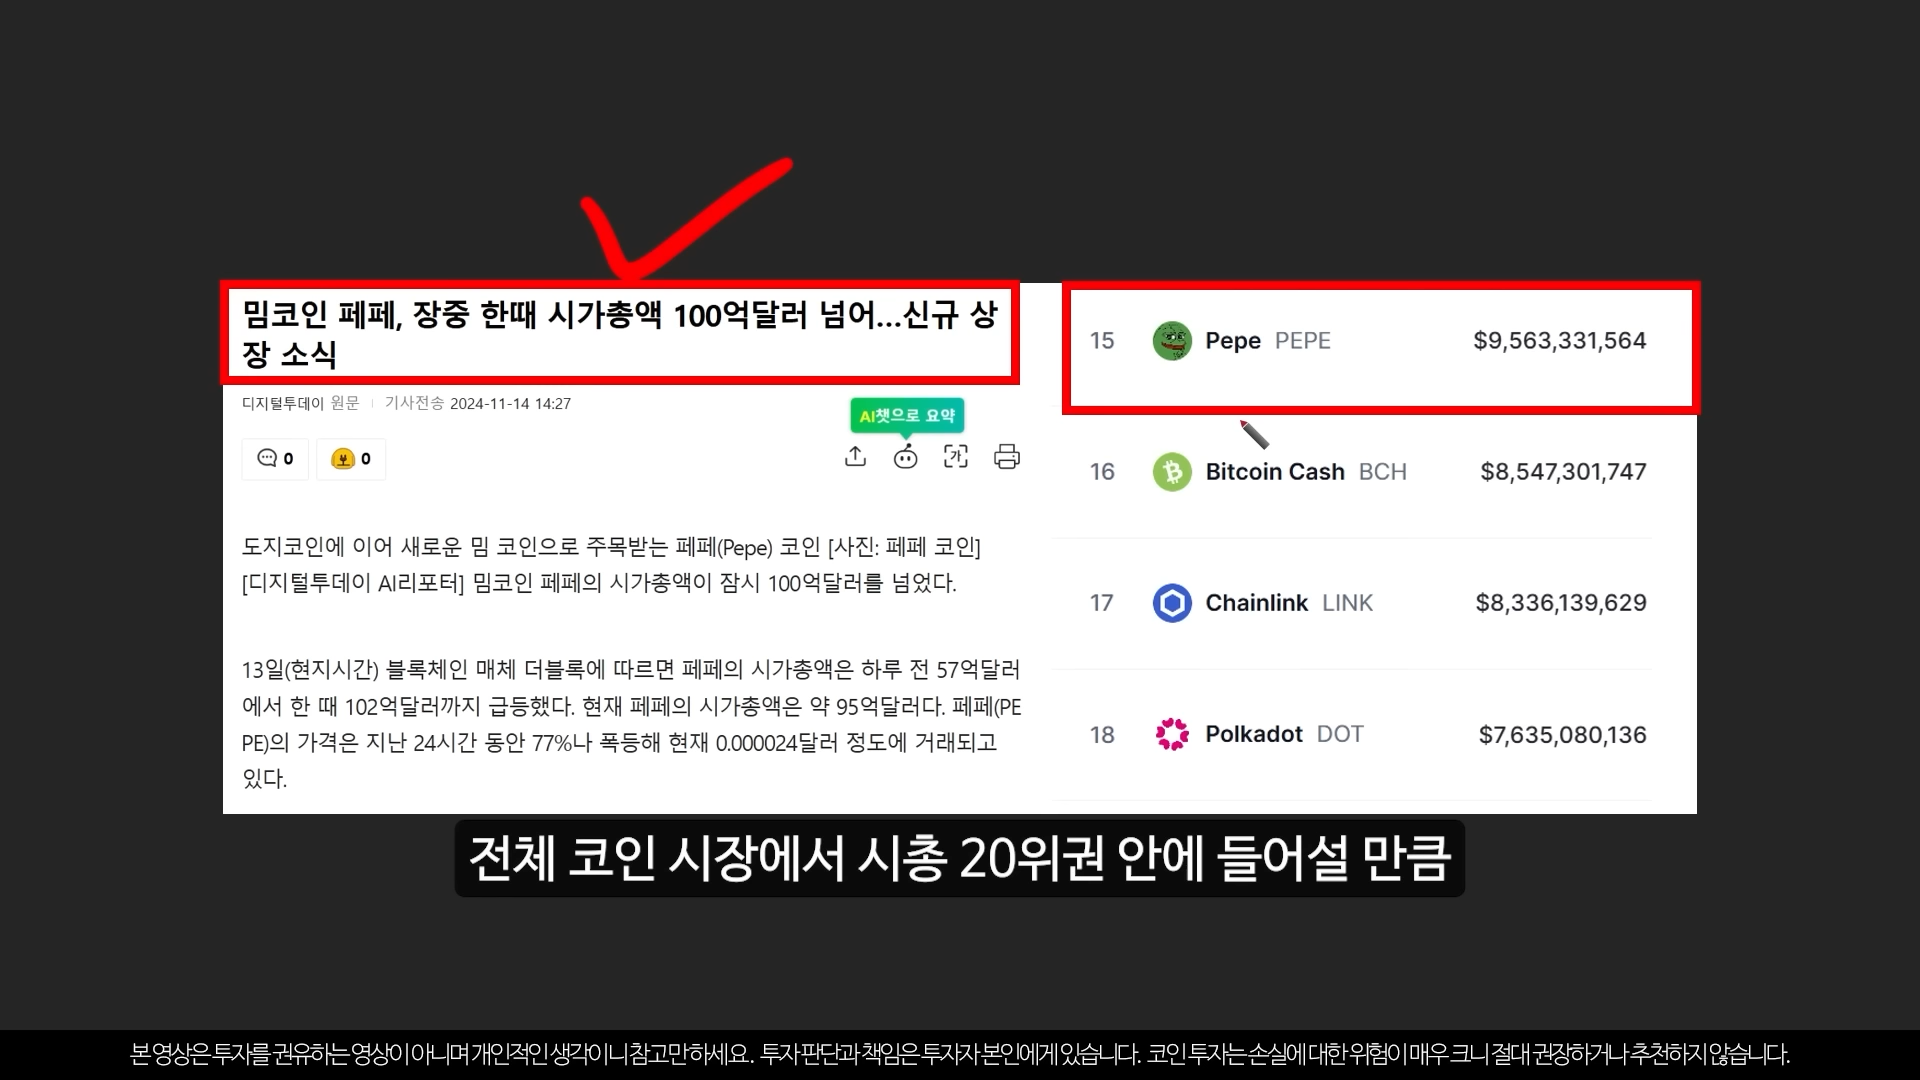 밈코인 페페, 장중 한때 시가총액 100억달러 넘어...신규 상
장 소식
디지털투데이 원문 기사전송 2024-11-14 14:27
AI챗으로 요약
0 0
가
도지코인에 이어 새로운 밈 코인으로 주목받는 페페(Pepe) 코인 [사진: 페페 코인]
[디지털투데이 AI리포터] 밈코인 페페의 시가총액이 잠시 100억달러를 넘었다.
13일(현지시간) 블록체인 매체 더블록에 따르면 페페의 시가총액은 하루 전 57억달러
에서 한 때 102억달러까지 급등했다. 현재 페페의 시가총액은 약 95억달러다. 페페(PE
PE)의 가격은 지난 24시간 동안 77%나 폭등해 현재 0.000024달러 정도에 거래되고
있다.
15 Pepe PEPE $9,563,331,564
16 Bitcoin Cash BCH $8,547,301,747
17 Chainlink LINK $8,336,139,629
18 Polkadot DOT $7,635,080,136
전체 코인 시장에서 시총 20위권 안에 들어설 만큼
본 영상은 투자를 권유하는 영상이 아니며 개인적인 생각이니 참고만 하세요. 투자 판단과 책임은 투자자 본인에게 있습니다. 코인 투자는 손실에 대한 위험이 매우 크니 절대 권장하거나 추천하지 않습니다.